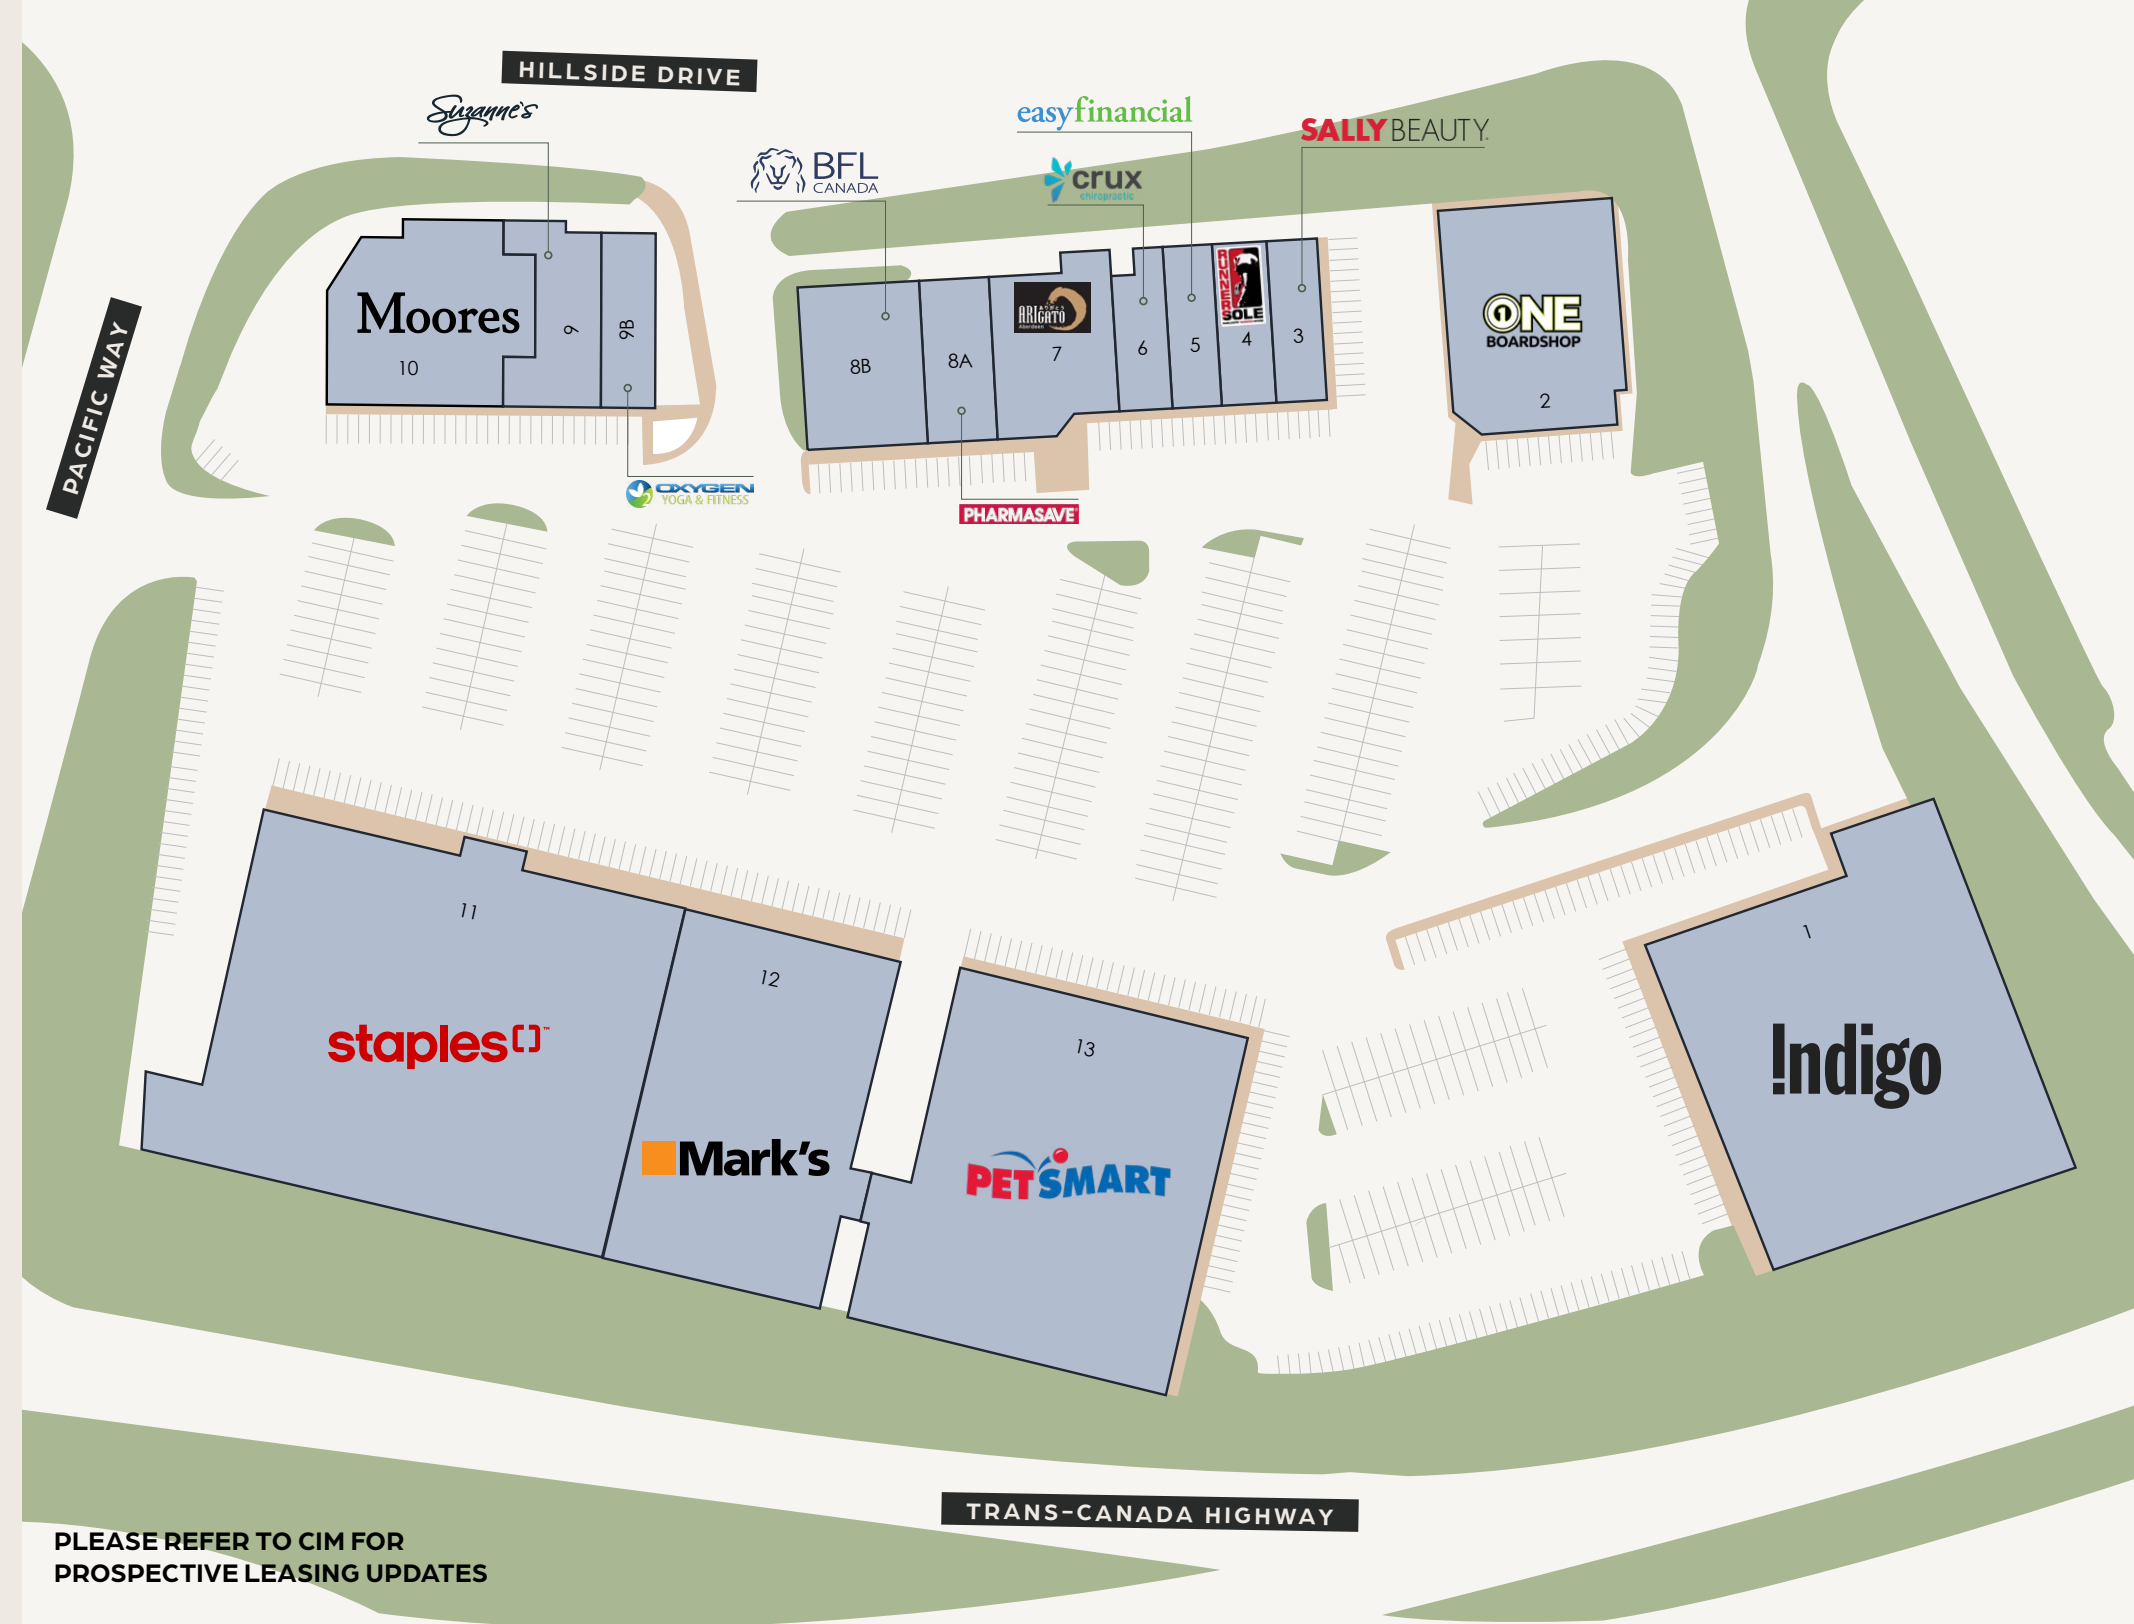 HILLSIDE DRIVE
Suzanne's
easyfinancial
SALLY BEAUTY
BFL
CANADA
crux
chiropractic
PACIFIC WAY
Moores
10
9
9B
OXYGEN
YOGA & FITNESS
8B
8A
PHARMASAVE
ARIGATO
Aberdeen
7
6
5
RUNNERS
SOLE
4
3
ONE
BOARDSHOP
2
11
staples
12
Mark's
13
PETSMART
1
Indigo
TRANS-CANADA HIGHWAY
PLEASE REFER TO CIM FOR
PROSPECTIVE LEASING UPDATES